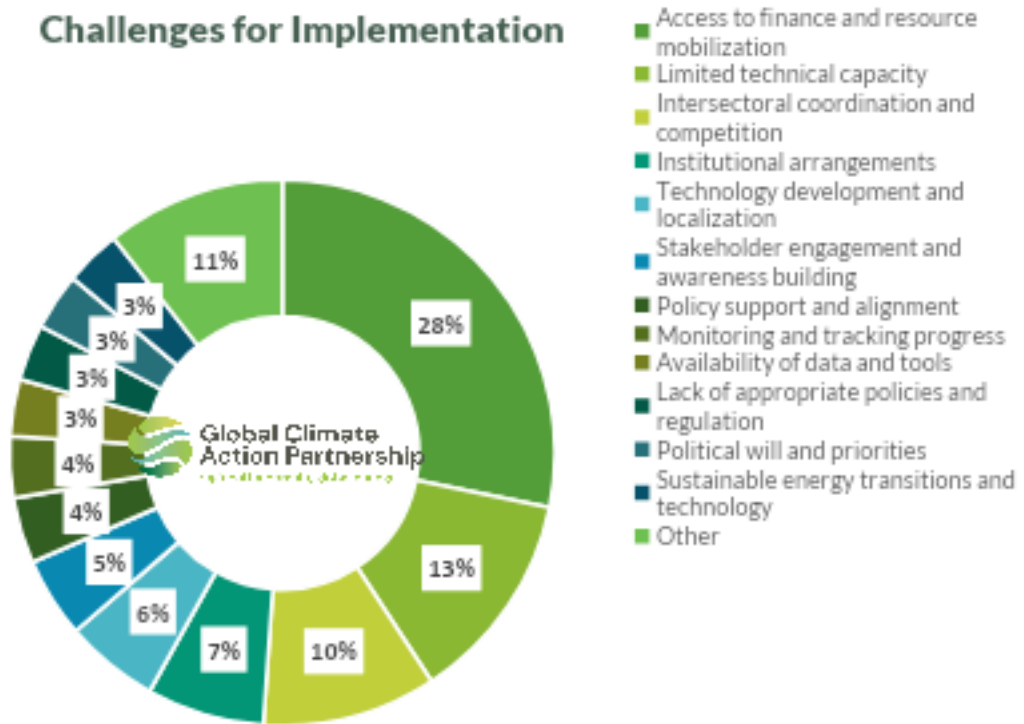 Challenges for Implementation
Access to finance and resource
mobilization
Limited technical capacity
Intersectoral coordination and
competition
Institutional arrangements
Technology development and
localization
Stakeholder engagement and
awareness building
Policy support and alignment
Monitoring and tracking progress
Availability of data and tools
Lack of appropriate policies and
regulation
Political will and priorities
Sustainable energy transitions and
technology
Other
28%
13%
10%
7%
6%
5%
4%
4%
3%
3%
3%
3%
11%
Global Climate
Action Partnership